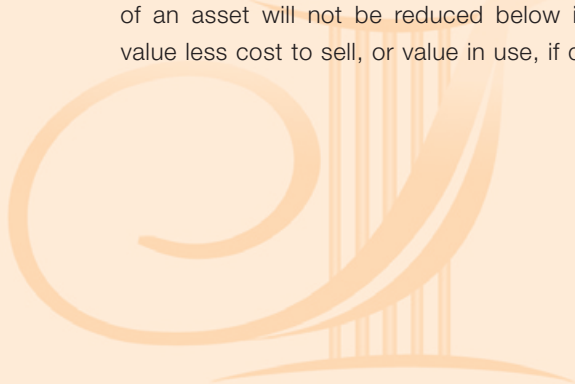 of an asset will not be reduced below
value less cost to sell, or value in use, if